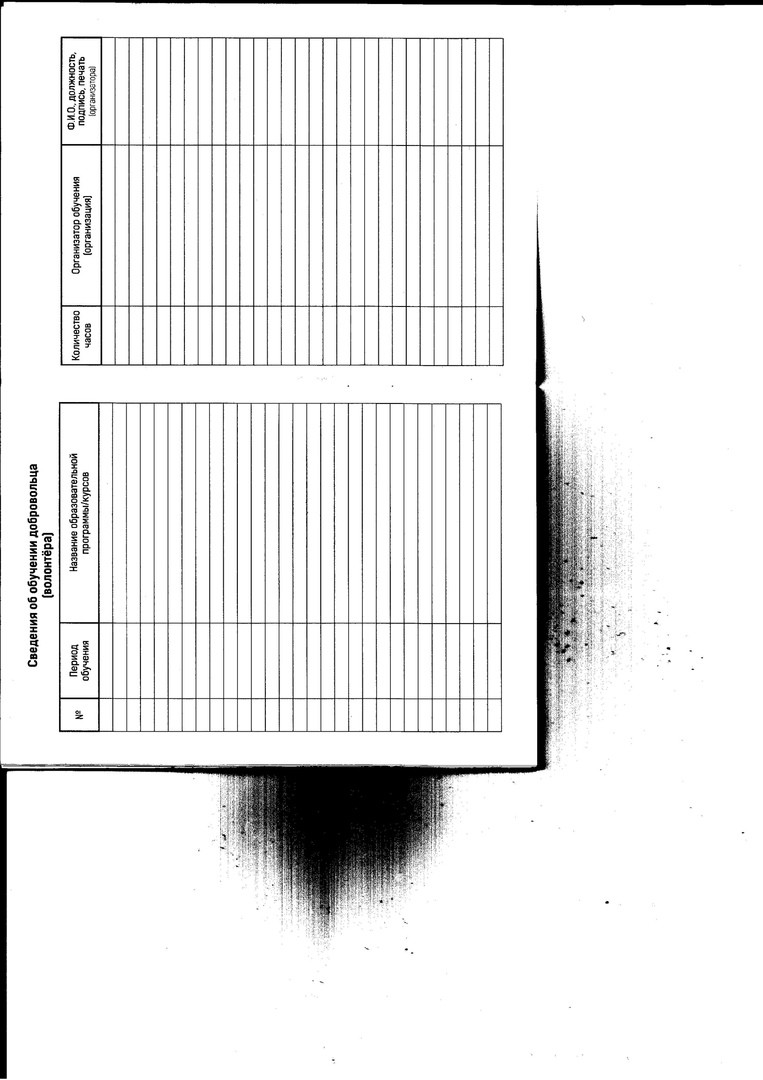 Сведения об обучении добровольца
(волонтёра)
№
Период
обучения
Название образовательной
программы/курсов
Количество
часов
Организатор обучения
(организация)
Ф.И.О., должность,
подпись, печать
(организатора)